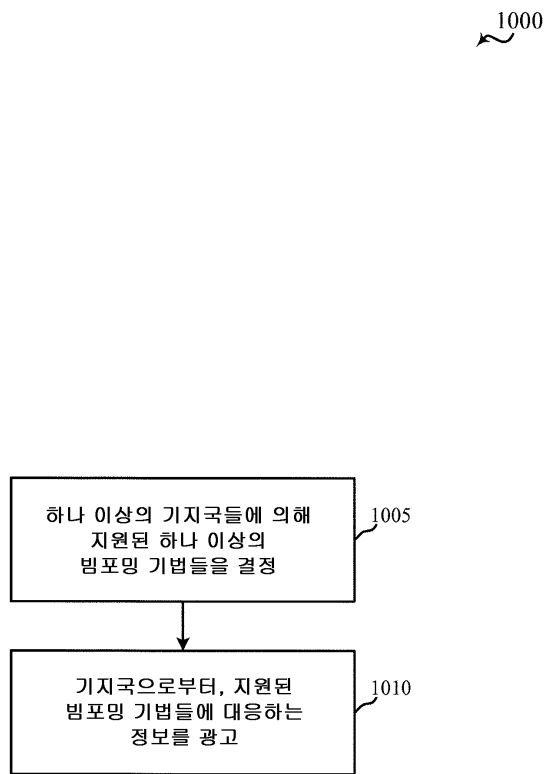 1000
하나 이상의 기지국들에 의해
지원된 하나 이상의
빔포밍 기법들을 결정
1005
기지국으로부터, 지원된
빔포밍 기법들에 대응하는
정보를 광고
1010